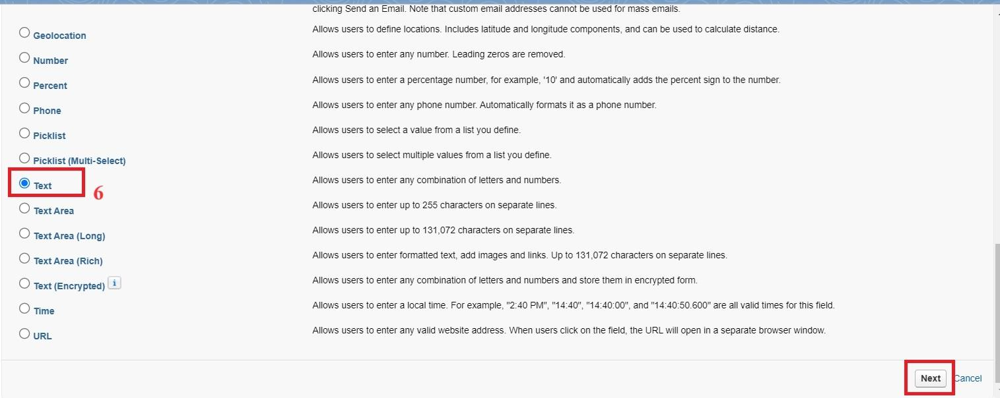 clicking Send an Email. Note that custom email addresses cannot be used for mass emails.
Geolocation Allows users to define locations. Includes latitude and longitude components, and can be used to calculate distance.
Number Allows users to enter any number. Leading zeros are removed.
Percent Allows users to enter a percentage number, for example, '10' and automatically adds the percent sign to the number.
Phone Allows users to enter any phone number. Automatically formats it as a phone number.
Picklist Allows users to select a value from a list you define.
Picklist (Multi-Select) Allows users to select multiple values from a list you define.
Text 6 Allows users to enter any combination of letters and numbers.
Text Area Allows users to enter up to 255 characters on separate lines.
Text Area (Long) Allows users to enter up to 131,072 characters on separate lines.
Text Area (Rich) Allows users to enter formatted text, add images and links. Up to 131,072 characters on separate lines.
Text (Encrypted) i Allows users to enter any combination of letters and numbers and store them in encrypted form.
Time Allows users to enter a local time. For example, "2:40 PM", "14:40", "14:40:00", and "14:40:50.600" are all valid times for this field.
URL Allows users to enter any valid website address. When users click on the field, the URL will open in a separate browser window.
Next Cancel